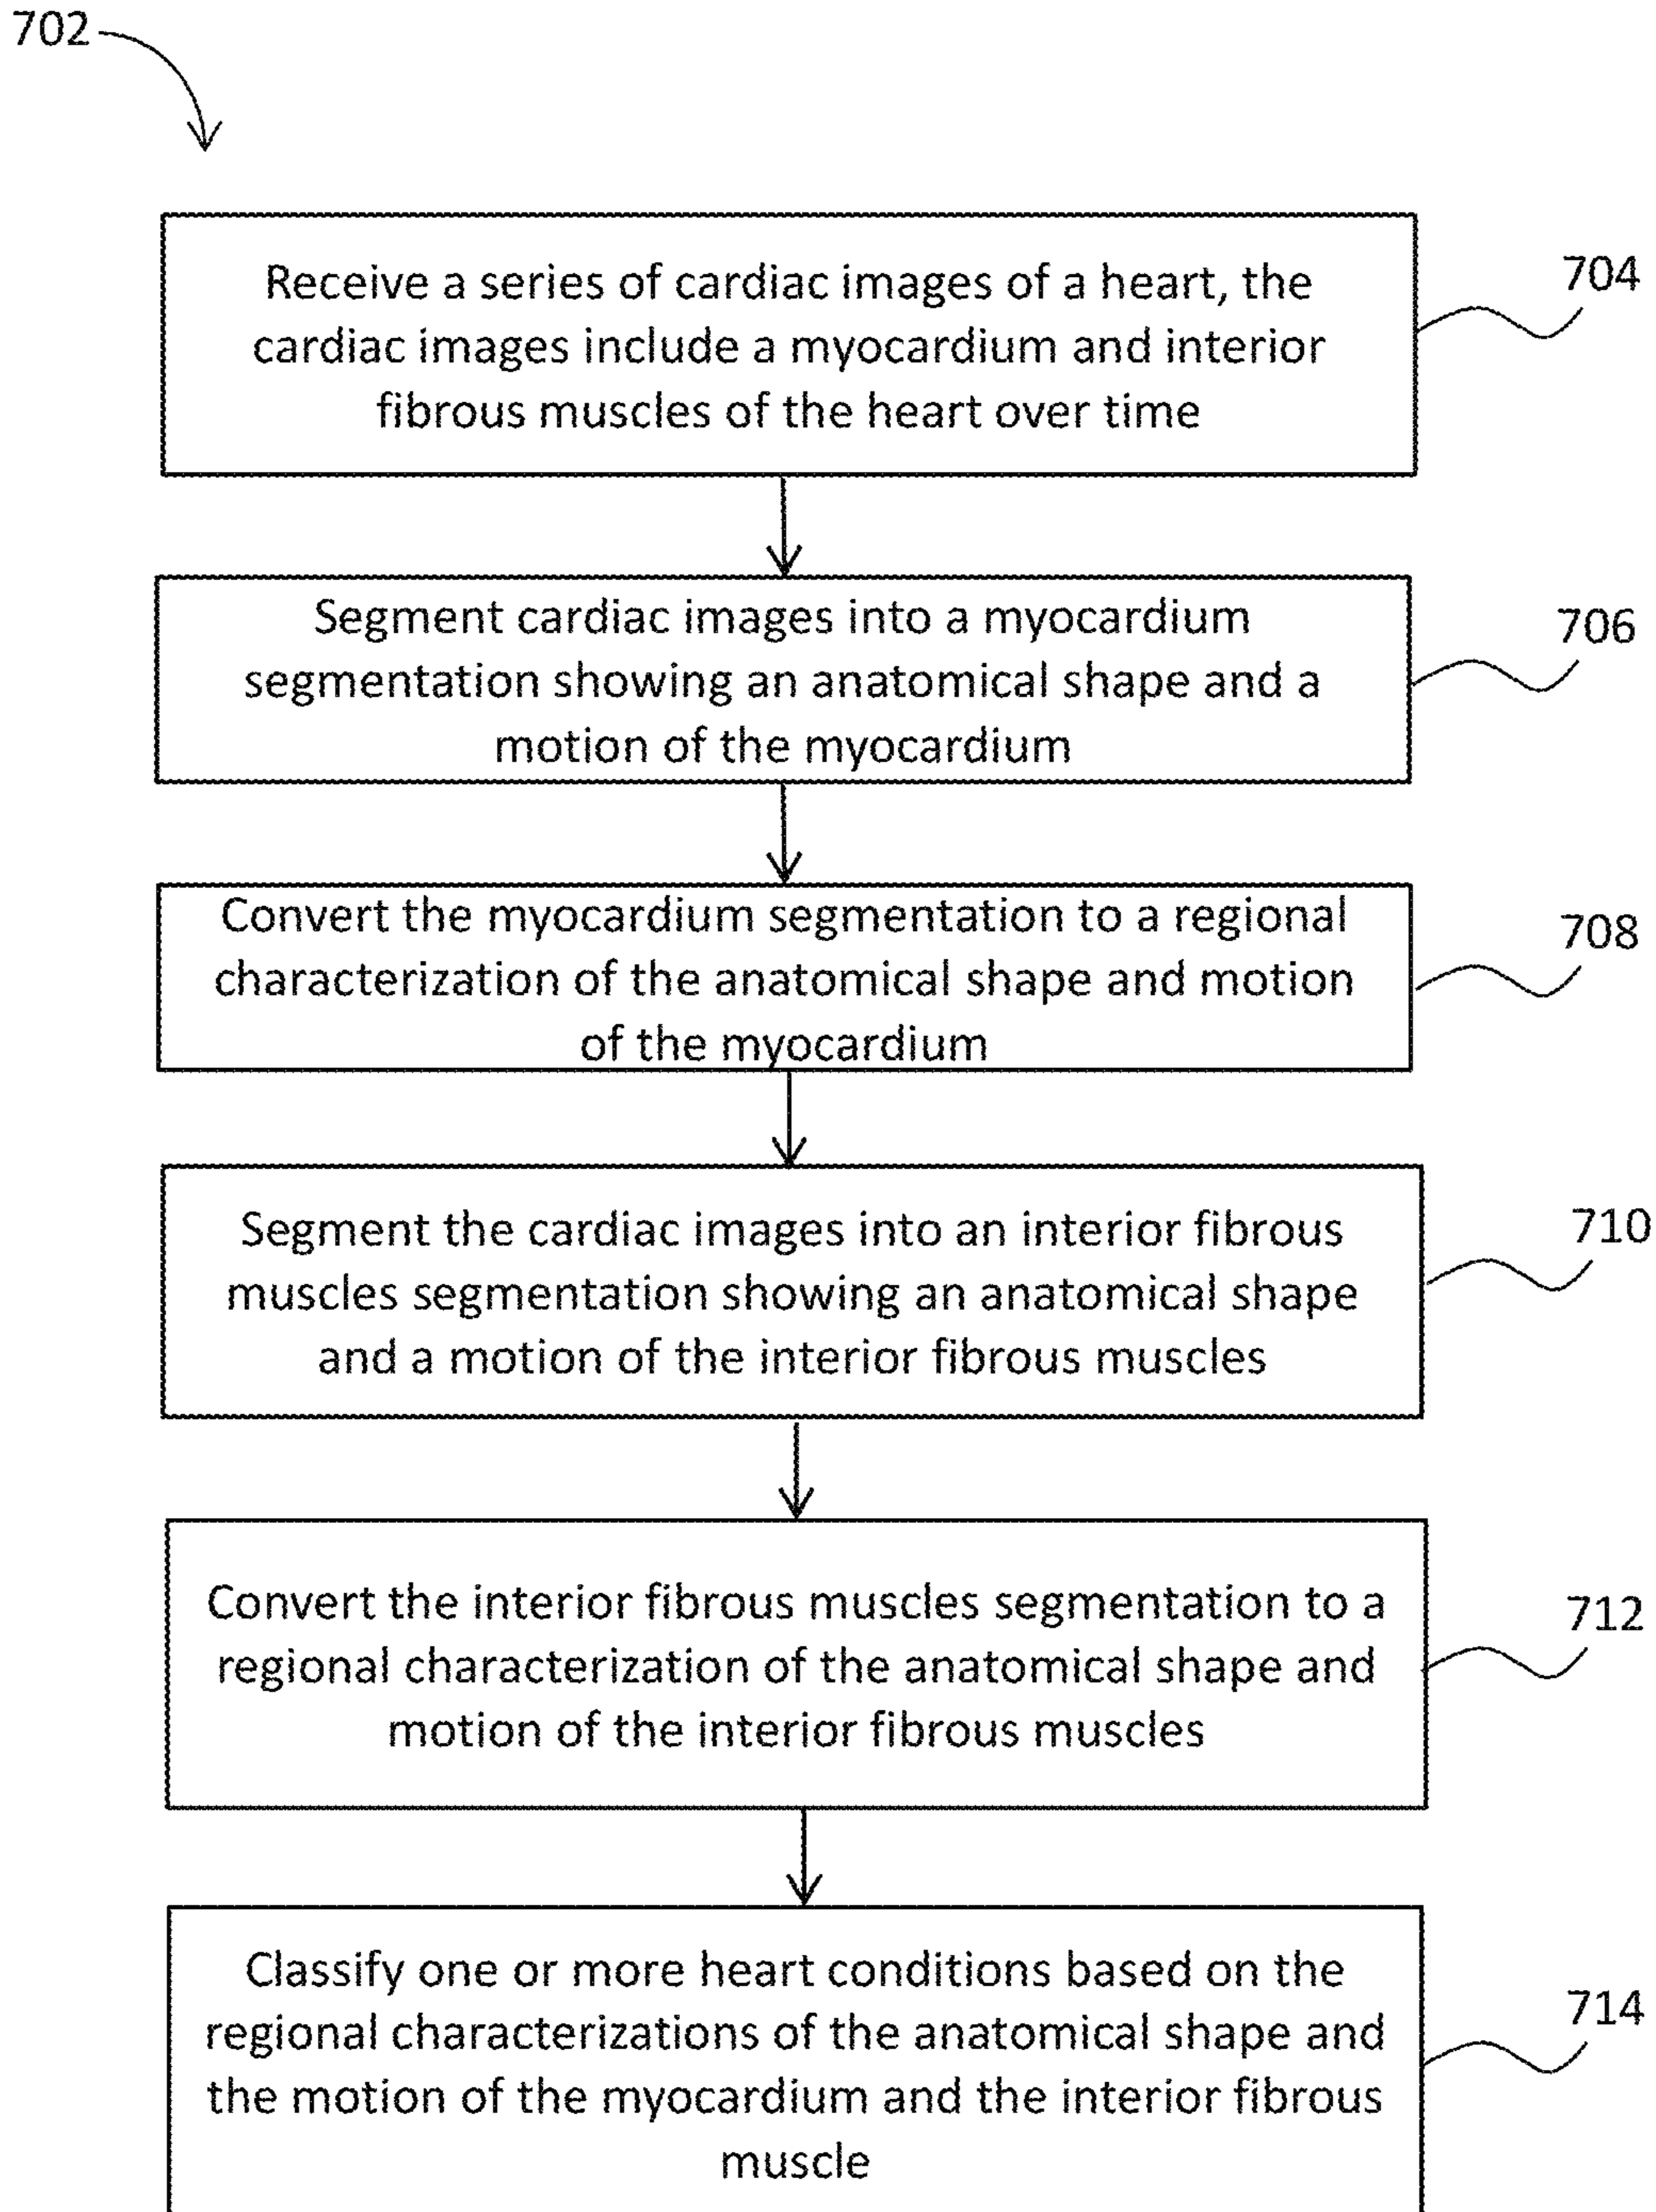 702
Receive a series of cardiac images of a heart, the
704
cardiac images include a myocardium and interior
fibrous muscles of the heart over time
Segment cardiac images into a myocardium
706
segmentation showing an anatomical shape and a
motion of the myocardium
Convert the myocardium segmentation to a regional
708
characterization of the anatomical shape and motion
of the myocardium
Segment the cardiac images into an interior fibrous
710
muscles segmentation showing an anatomical shape
and a motion of the interior fibrous muscles
Convert the interior fibrous muscles segmentation to a
712
regional characterization of the anatomical shape and
motion of the interior fibrous muscles
Classify one or more heart conditions based on the
714
regional characterizations of the anatomical shape and
the motion of the myocardium and the interior fibrous
muscle